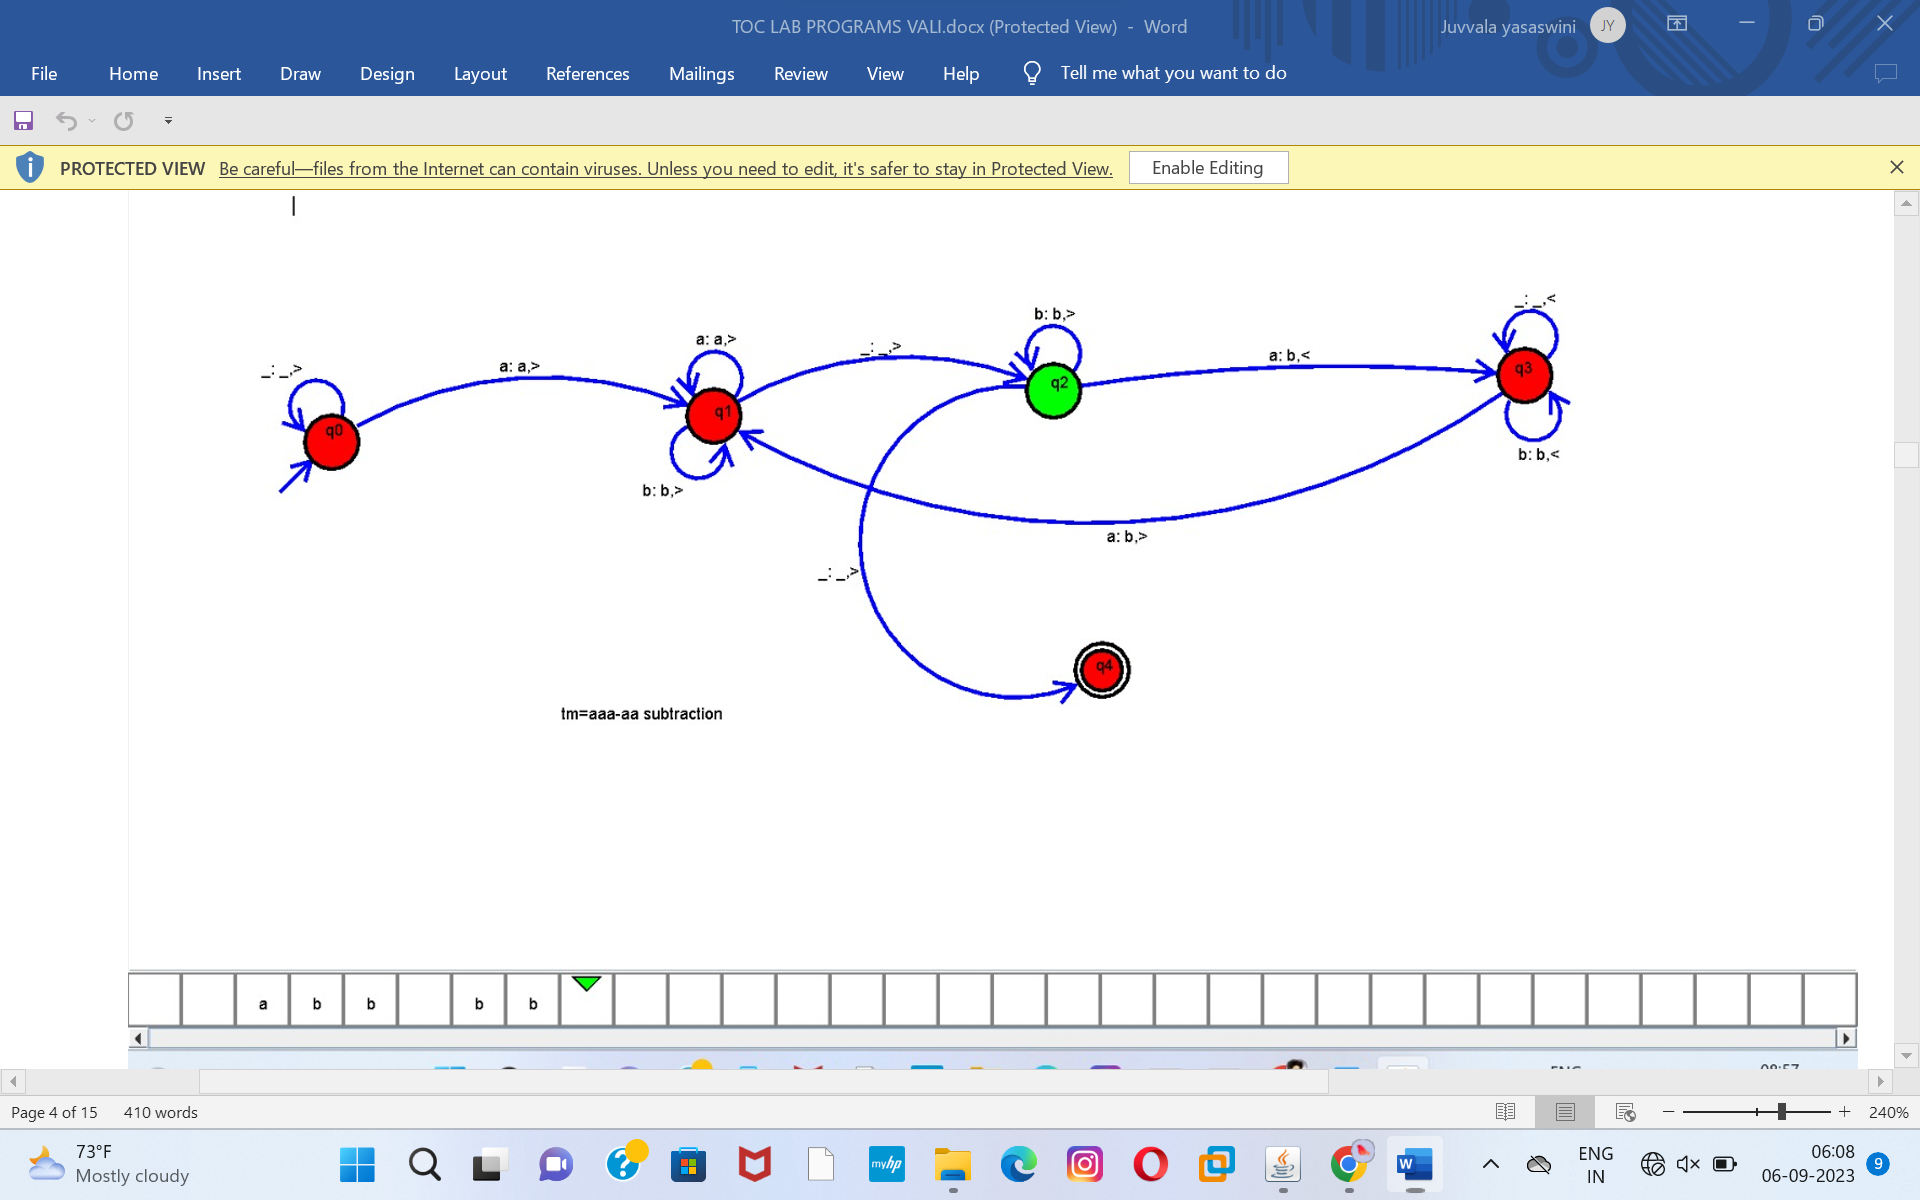 TOC LAB PROGRAMS VALI.docx (Protected View) - Word
Juvvala yasaswini
JY
File Home Insert Draw Design Layout References Mailings Review View Help Tell me what you want to do
PROTECTED VIEW Be careful—files from the Internet can contain viruses. Unless you need to edit, it's safer to stay in Protected View. Enable Editing
_: _,<
b: b,>
a: a,>
_: _,>
a: b,<
_: _,>
a: a,>
q3
q2
q1
q0
b: b,<
b: b,>
a: b,>
_: _,>
q4
tm=aaa-aa subtraction
a b b b b
Page 4 of 15 410 words
240%
73°F
Mostly cloudy
myhp
W
ENG
IN
06:08
06-09-2023
9